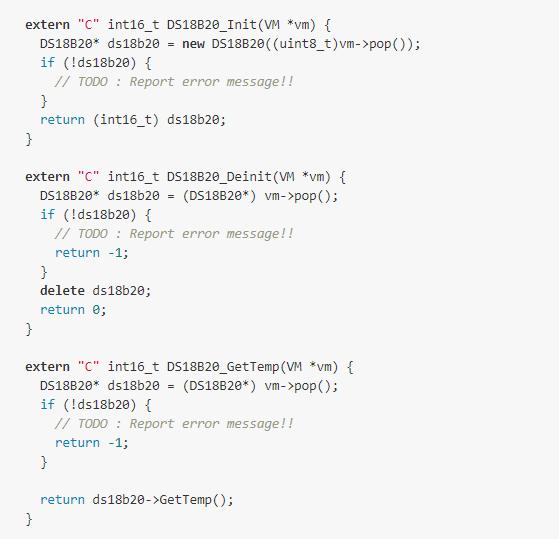 extern "C" int16_t DS18B20_Init(VM *vm) {
  DS18B20* ds18b20 = new DS18B20((uint8_t)vm->pop());
  if (!ds18b20) {
    // TODO : Report error message!!
  }
  return (int16_t) ds18b20;
}

extern "C" int16_t DS18B20_Deinit(VM *vm) {
  DS18B20* ds18b20 = (DS18B20*) vm->pop();
  if (!ds18b20) {
    // TODO : Report error message!!
    return -1;
  }
  delete ds18b20;
  return 0;
}

extern "C" int16_t DS18B20_GetTemp(VM *vm) {
  DS18B20* ds18b20 = (DS18B20*) vm->pop();
  if (!ds18b20) {
    // TODO : Report error message!!
    return -1;
  }

  return ds18b20->GetTemp();
}